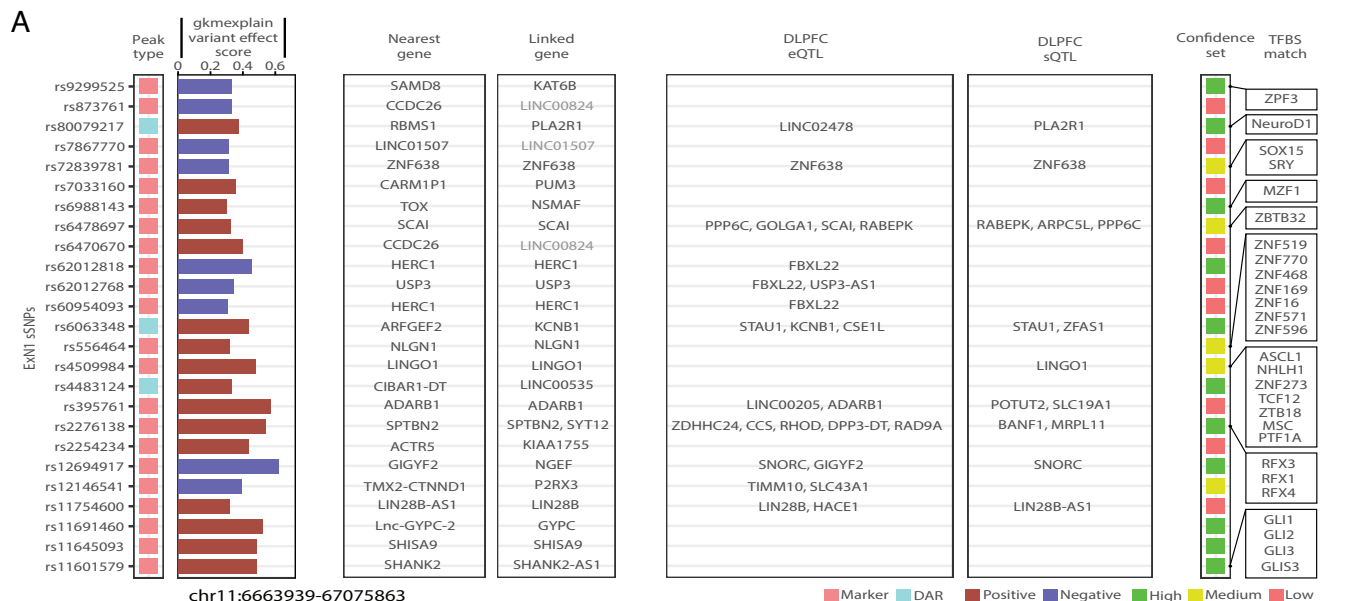 A
Peak type
gkmexplain variant effect score
0 0.2 0.4 0.6
Nearest gene
Linked gene
DLPFC eQTL
DLPFC sQTL
Confidence set
TFBS match
ExN1 sSNPs
rs9299525 SAMD8 KAT6B
rs873761 CCDC26 LINC00824
rs80079217 RBMS1 PLA2R1 LINC02478 PLA2R1
rs7867770 LINC01507 LINC01507
rs72839781 ZNF638 ZNF638 ZNF638 ZNF638
rs7033160 CARM1P1 PUM3
rs6988143 TOX NSMAF
rs6478697 SCAI SCAI PPP6C, GOLGA1, SCAI, RABEPK RABEPK, ARPC5L, PPP6C
rs6470670 CCDC26 LINC00824
rs62012818 HERC1 HERC1 FBXL22
rs62012768 USP3 USP3 FBXL22, USP3-AS1
rs60954093 HERC1 HERC1 FBXL22
rs6063348 ARFGEF2 KCNB1 STAU1, KCNB1, CSE1L STAU1, ZFAS1
rs556464 NLGN1 NLGN1
rs4509984 LINGO1 LINGO1 LINGO1
rs4483124 CIBAR1-DT LINC00535
rs395761 ADARB1 ADARB1 LINC00205, ADARB1 POTUT2, SLC19A1
rs2276138 SPTBN2 SPTBN2, SYT12 ZDHHC24, CCS, RHOD, DPP3-DT, RAD9A BANF1, MRPL11
rs2254234 ACTR5 KIAA1755
rs12694917 GIGYF2 NGEF SNORC, GIGYF2 SNORC
rs12146541 TMX2-CTNND1 P2RX3 TIMM10, SLC43A1
rs11754600 LIN28B-AS1 LIN28B LIN28B, HACE1 LIN28B-AS1
rs11691460 Lnc-GYPC-2 GYPC
rs11645093 SHISA9 SHISA9
rs11601579 SHANK2 SHANK2-AS1
ZPF3
NeuroD1
SOX15
SRY
MZF1
ZBTB32
ZNF519
ZNF770
ZNF468
ZNF169
ZNF16
ZNF571
ZNF596
ASCL1
NHLH1
ZNF273
TCF12
ZTB18
MSC
PTF1A
RFX3
RFX1
RFX4
GLI1
GLI2
GLI3
GLIS3
chr11:6663939-67075863
Marker DAR Positive Negative High Medium Low